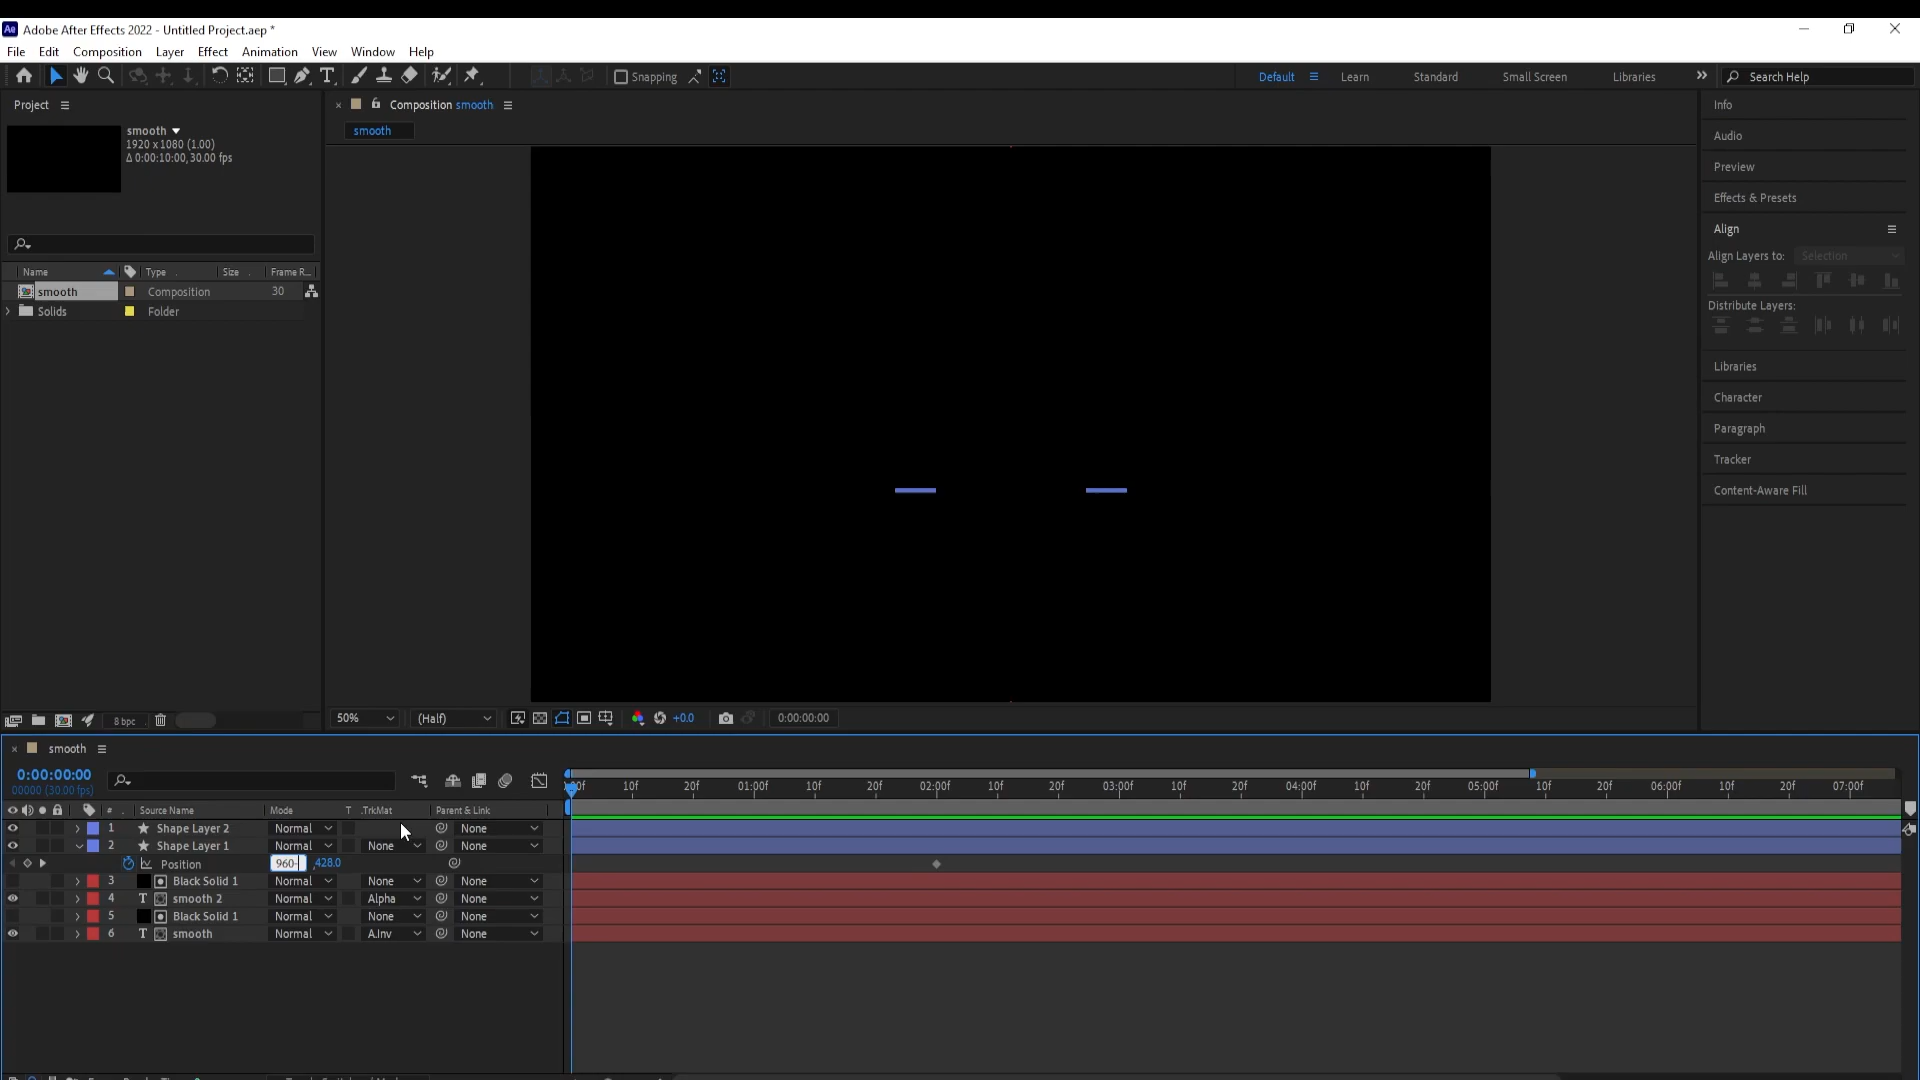 Ae Adobe After Effects 2022 - Untitled Project.aep *
File Edit Composition Layer Effect Animation View Window Help
T Snapping Default Learn Standard Small Screen Libraries » Search Help
Project
smooth
1920 x 1080 (1.00)
Δ 0:00:10:00, 30.00 fps
Name Type Size Frame R...
smooth Composition 30
Solids Folder
8 bpc
× Composition smooth
smooth
50% (Half) +0.0 0:00:00:00
Info
Audio
Preview
Effects & Presets
Align
Align Layers to: Selection
Distribute Layers:
Libraries
Character
Paragraph
Tracker
Content-Aware Fill
× smooth
0:00:00:00
00000 (30.00 fps)
:00f 10f 20f 01:00f 10f 20f 02:00f 10f 20f 03:00f 10f 20f 04:00f 10f 20f 05:00f 10f 20f 06:00f 10f 20f 07:00f
# Source Name Mode T .TrkMat Parent & Link
1 Shape Layer 2 Normal None
2 Shape Layer 1 Normal None None
Position 960- ,428.0
3 Black Solid 1 Normal None None
4 T smooth 2 Normal Alpha None
5 Black Solid 1 Normal None None
6 T smooth Normal A.Inv None